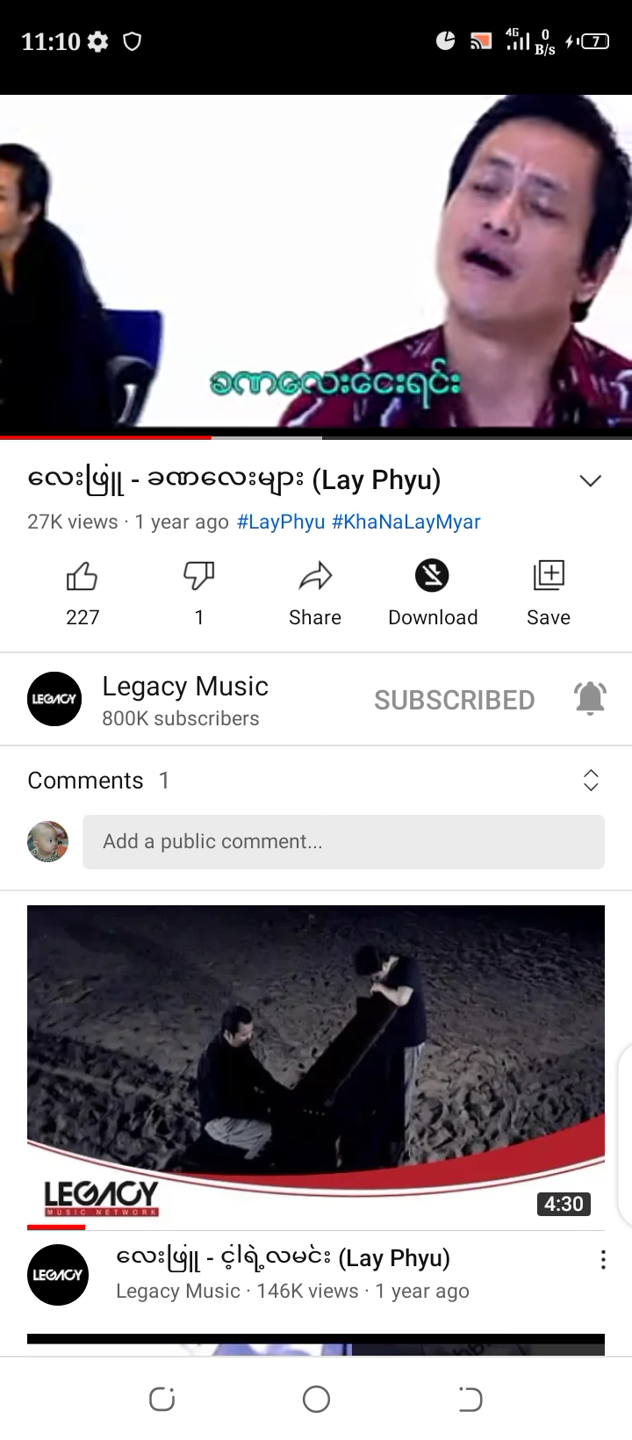 11:10
4G
0
B/s
7
ခဏလေးငေးရင်း
လေးဖြူ - ခဏလေးများ (Lay Phyu)
27K views · 1 year ago #LayPhyu #KhaNaLayMyar
227
1
Share
Download
Save
LEGACY
Legacy Music
800K subscribers
SUBSCRIBED
Comments 1
Add a public comment...
LEGACY
MUSIC NETWORK
4:30
LEGACY
လေးဖြူ - ငါ့ရဲ့လမင်း (Lay Phyu)
Legacy Music · 146K views · 1 year ago